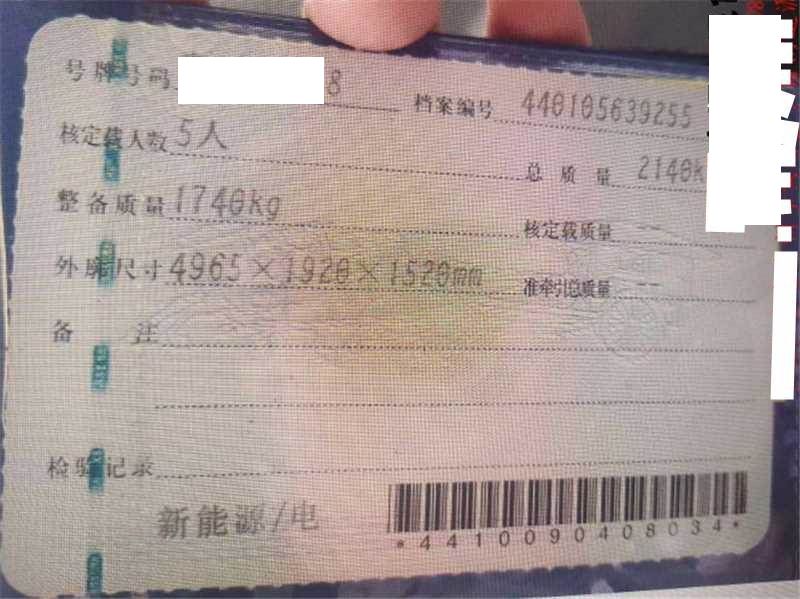 号牌号码 8 档案编号 440105639255
核定载人数 5人 总质量 2140k
整备质量 1740kg 核定载质量 --
外廓尺寸 4965×1920×1520mm 准牵引总质量 --
备注
检验记录
新能源/电
*4410090408034*